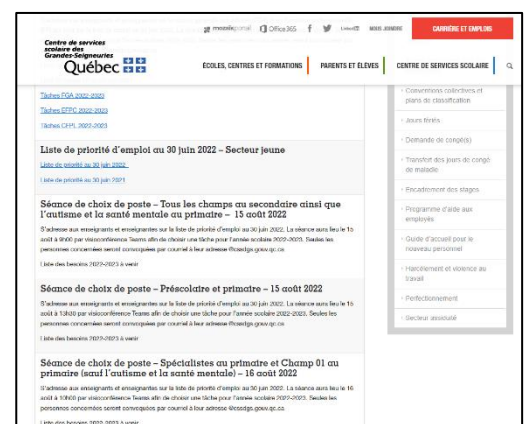 mozaïkportail Office 365 NOUS JOINDRE CARRIÈRE ET EMPLOIS
Centre de services
scolaire des
Grandes-Seigneuries
Québec
ÉCOLES, CENTRES ET FORMATIONS PARENTS ET ÉLÈVES CENTRE DE SERVICES SCOLAIRE
Tâches FGA 2022-2023
Tâches EFPC 2022-2023
Tâches CFPL 2022-2023
Liste de priorité d'emploi au 30 juin 2022 – Secteur jeune
Liste de priorité au 30 juin 2022
Liste de priorité au 30 juin 2021
Séance de choix de poste – Tous les champs au secondaire ainsi que
l'autisme et la santé mentale au primaire – 15 août 2022
S'adresse aux enseignants et enseignantes sur la liste de priorité d'emploi au 30 juin 2022. La séance aura lieu le 15
août à 9h00 par visioconférence Teams afin de choisir une tâche pour l'année scolaire 2022-2023. Seules les
personnes concernées seront convoquées par courriel à leur adresse @cssdgs.gouv.qc.ca
Liste des besoins 2022-2023 à venir
Séance de choix de poste – Préscolaire et primaire – 15 août 2022
S'adresse aux enseignants et enseignantes sur la liste de priorité d'emploi au 30 juin 2022. La séance aura lieu le 15
août à 13h30 par visioconférence Teams afin de choisir une tâche pour l'année scolaire 2022-2023. Seules les
personnes concernées seront convoquées par courriel à leur adresse @cssdgs.gouv.qc.ca
Liste des besoins 2022-2023 à venir
Séance de choix de poste – Spécialistes au primaire et Champ 01 au
primaire (sauf l'autisme et la santé mentale) – 16 août 2022
S'adresse aux enseignants et enseignantes sur la liste de priorité d'emploi au 30 juin 2022. La séance aura lieu le 16
août à 10h00 par visioconférence Teams afin de choisir une tâche pour l'année scolaire 2022-2023. Seules les
personnes concernées seront convoquées par courriel à leur adresse @cssdgs.gouv.qc.ca
Liste des besoins 2022-2023 à venir
Conventions collectives et
plans de classification
Jours fériés
Demande de congé(s)
Transfert des jours de congé
de maladie
Encadrement des stages
Programme d'aide aux
employés
Guide d'accueil pour le
nouveau personnel
Harcèlement et violence au
travail
Perfectionnement
Secteur assiduité